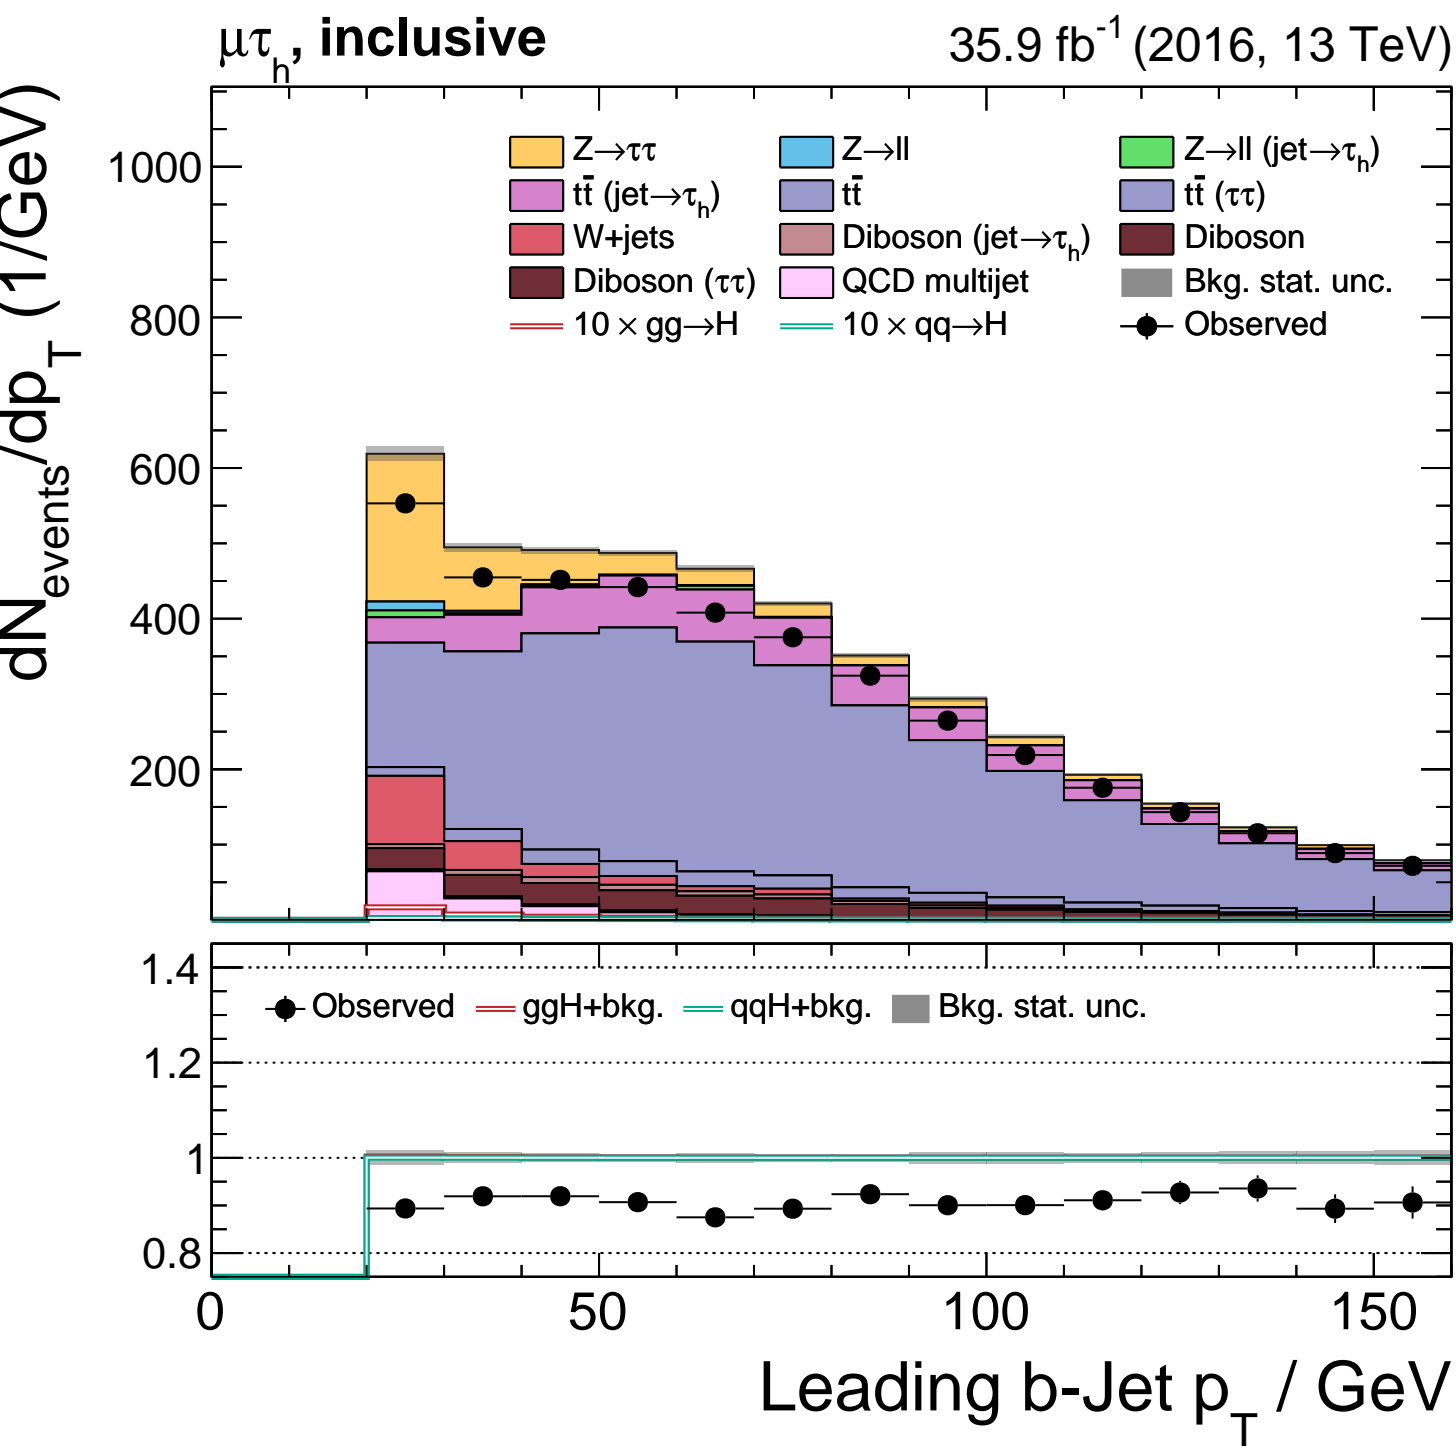 μτh, inclusive 35.9 fb-1 (2016, 13 TeV)
dNevents/dpT (1/GeV)
Z→ττ Z→ll Z→ll (jet→τh)
tt̄ (jet→τh) tt̄ tt̄ (ττ)
W+jets Diboson (jet→τh) Diboson
Diboson (ττ) QCD multijet Bkg. stat. unc.
10 × gg→H 10 × qq→H Observed
1000
800
600
400
200
1.4
Observed ggH+bkg. qqH+bkg. Bkg. stat. unc.
1.2
1
0.8
0 50 100 150
Leading b-Jet pT / GeV